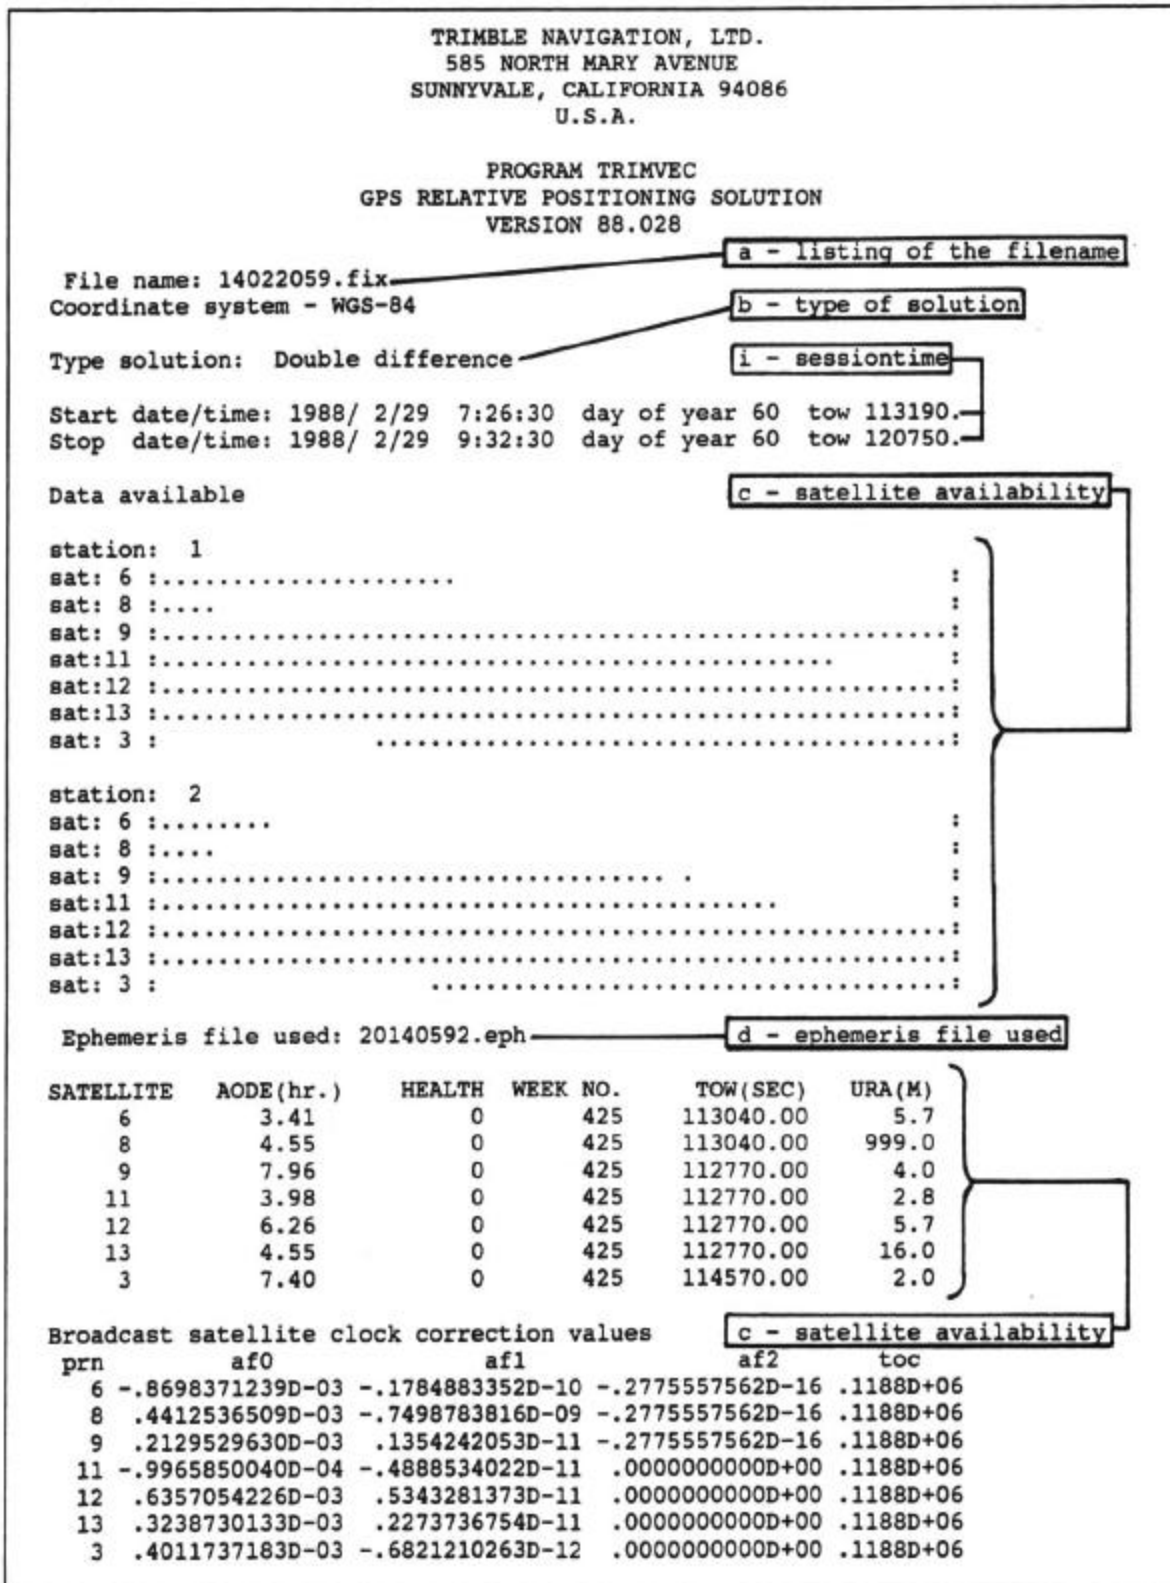 TRIMBLE NAVIGATION, LTD.
585 NORTH MARY AVENUE
SUNNYVALE, CALIFORNIA 94086
U.S.A.
PROGRAM TRIMVEC
GPS RELATIVE POSITIONING SOLUTION
VERSION 88.028
a - listing of the filename
File name: 14022059.fix
Coordinate system - WGS-84
b - type of solution
Type solution: Double difference
i - sessiontime
Start date/time: 1988/ 2/29 7:26:30 day of year 60 tow 113190.
Stop date/time: 1988/ 2/29 9:32:30 day of year 60 tow 120750.
Data available
c - satellite availability
station: 1
sat: 6 :..................... :
sat: 8 :.... :
sat: 9 :.........................................................:
sat:11 :................................................. :
sat:12 :.........................................................:
sat:13 :.........................................................:
sat: 3 : ..........................................:
station: 2
sat: 6 :........ :
sat: 8 :.... :
sat: 9 :..................................... . :
sat:11 :............................................. :
sat:12 :.........................................................:
sat:13 :.........................................................:
sat: 3 : ......................................:
Ephemeris file used: 20140592.eph
d - ephemeris file used
SATELLITE AODE(hr.) HEALTH WEEK NO. TOW(SEC) URA(M)
6 3.41 0 425 113040.00 5.7
8 4.55 0 425 113040.00 999.0
9 7.96 0 425 112770.00 4.0
11 3.98 0 425 112770.00 2.8
12 6.26 0 425 112770.00 5.7
13 4.55 0 425 112770.00 16.0
3 7.40 0 425 114570.00 2.0
Broadcast satellite clock correction values
c - satellite availability
prn af0 af1 af2 toc
6 -.8698371239D-03 -.1784883352D-10 -.2775557562D-16 .1188D+06
8 .4412536509D-03 -.7498783816D-09 -.2775557562D-16 .1188D+06
9 .2129529630D-03 .1354242053D-11 -.2775557562D-16 .1188D+06
11 -.9965850040D-04 -.4888534022D-11 .0000000000D+00 .1188D+06
12 .6357054226D-03 .5343281373D-11 .0000000000D+00 .1188D+06
13 .3238730133D-03 .2273736754D-11 .0000000000D+00 .1188D+06
3 .4011737183D-03 -.6821210263D-12 .0000000000D+00 .1188D+06